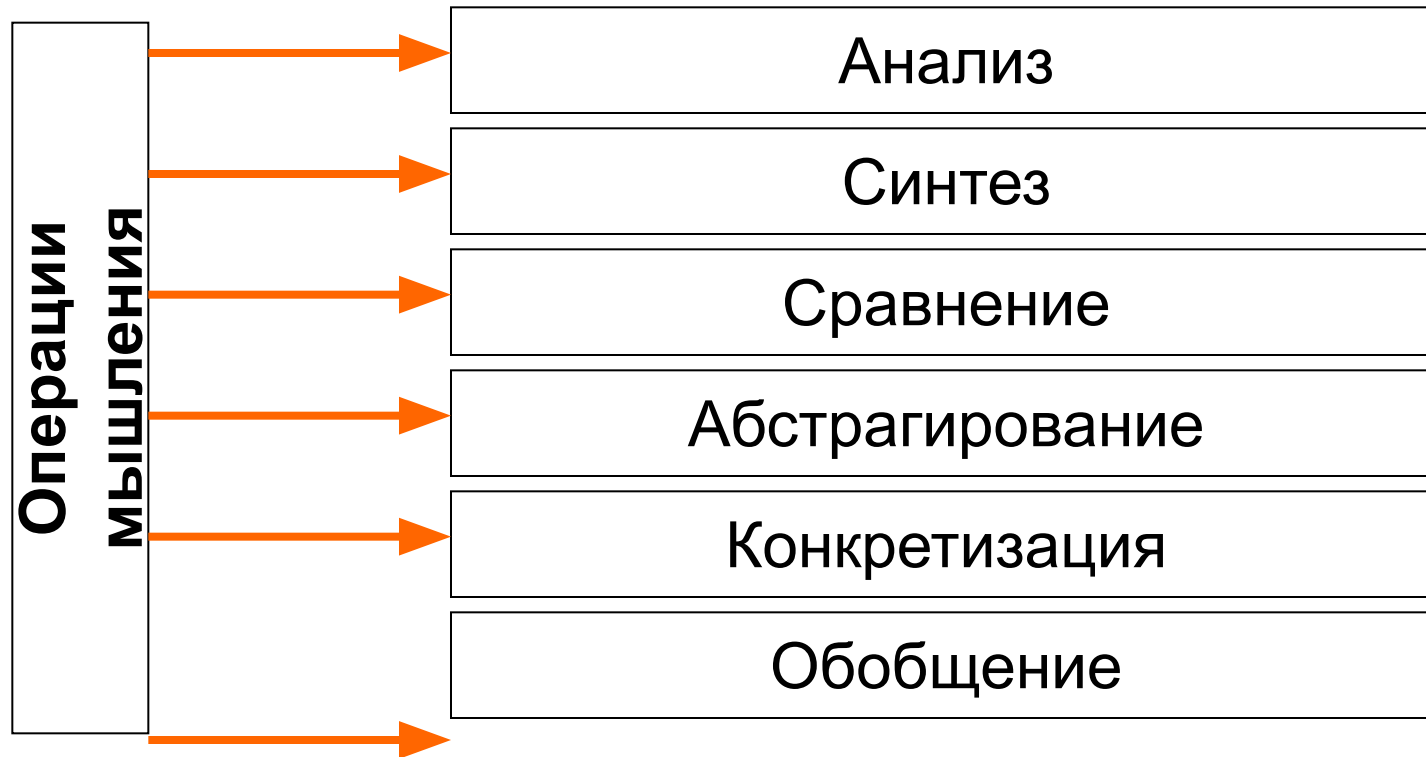 Операции
мышления
Анализ
Синтез
Сравнение
Абстрагирование
Конкретизация
Обобщение